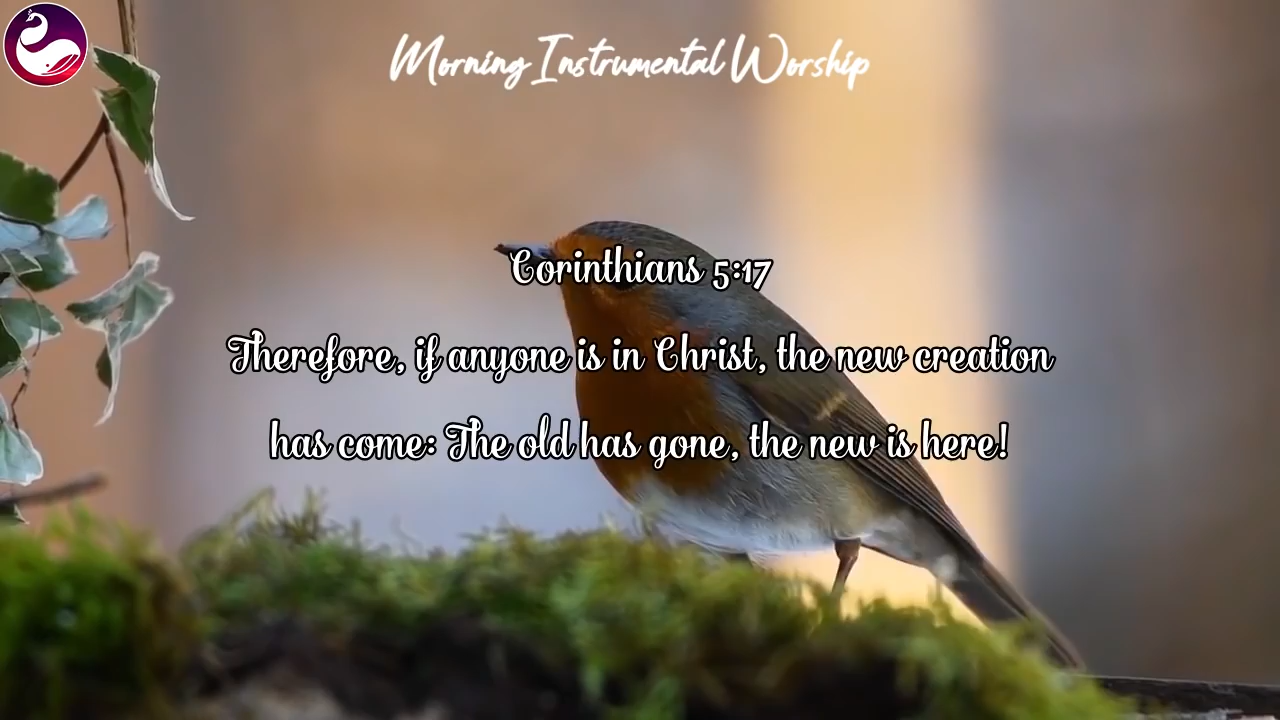 Morning Instrumental Worship
Corinthians 5:17
Therefore, if anyone is in Christ, the new creation
has come: The old has gone, the new is here!